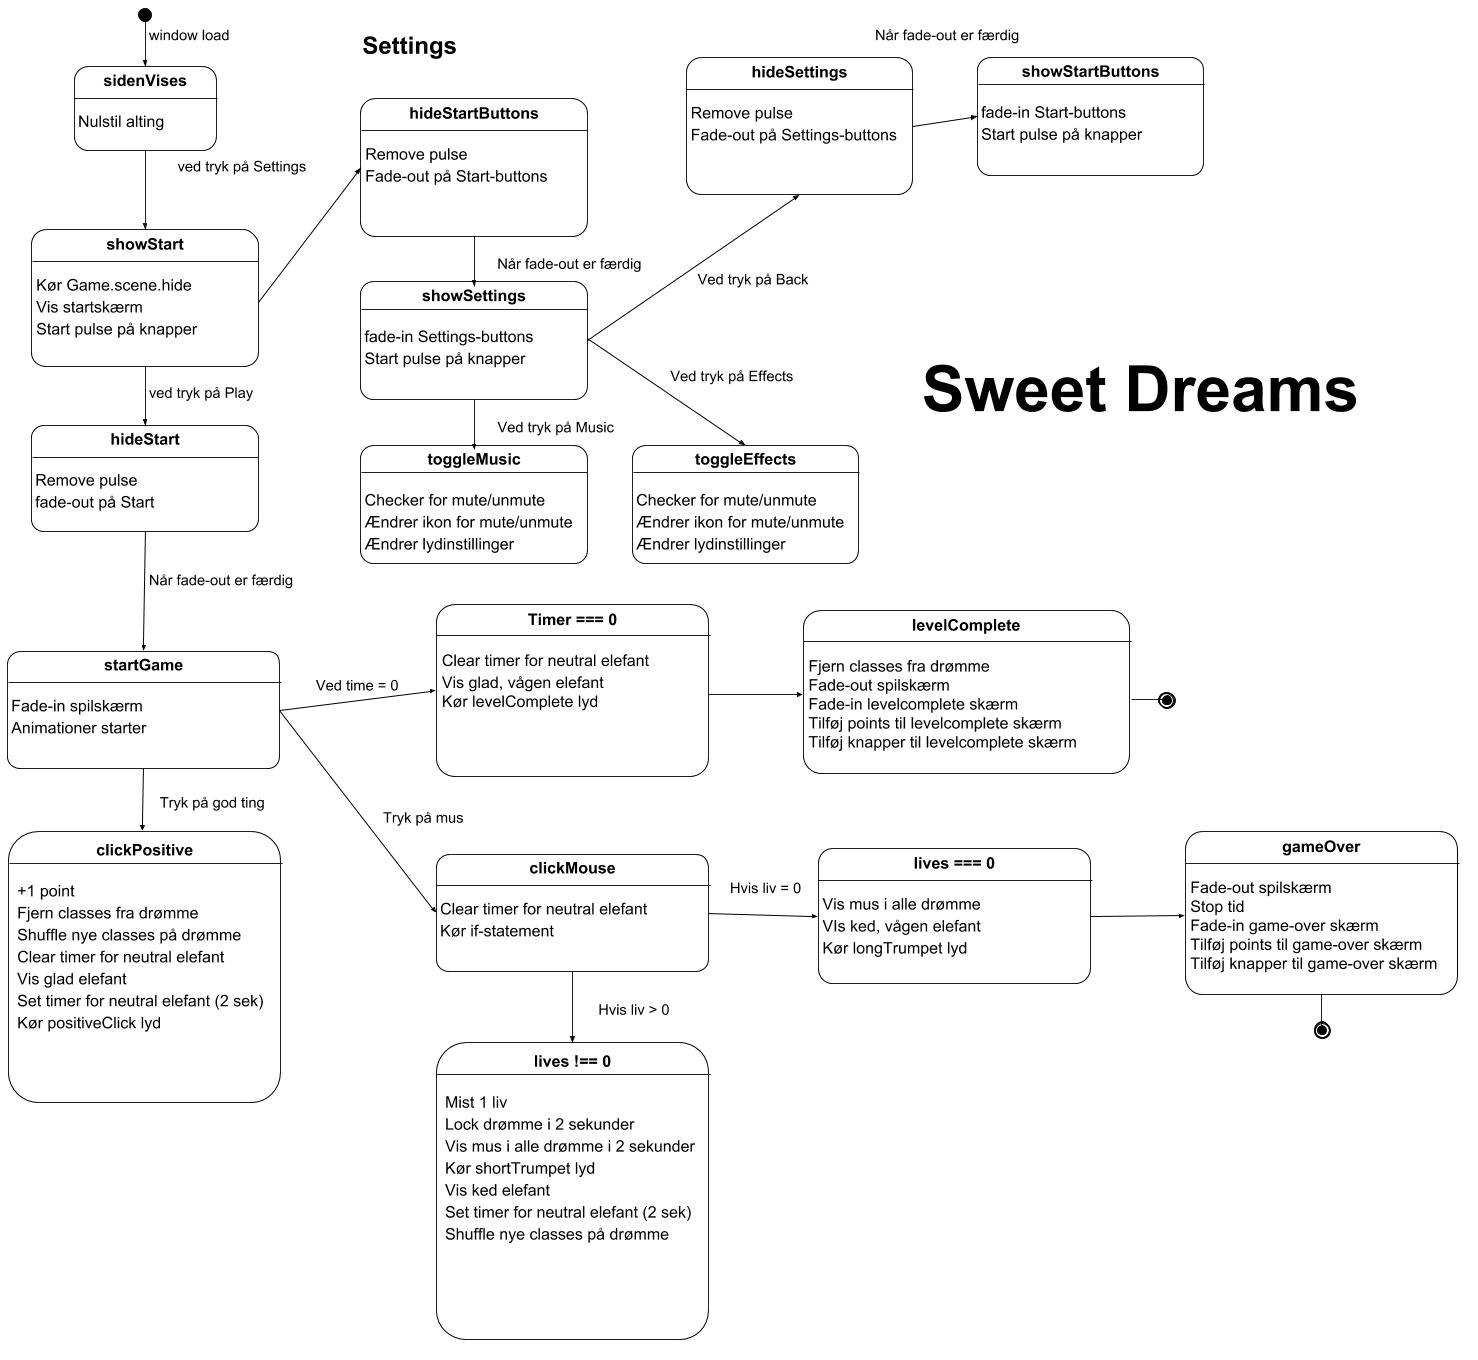 window load
sidenVises
Nulstil alting
ved tryk på Settings
showStart
Kør Game.scene.hide
Vis startskærm
Start pulse på knapper
ved tryk på Play
hideStart
Remove pulse
fade-out på Start
Når fade-out er færdig
Settings
hideStartButtons
Remove pulse
Fade-out på Start-buttons
Når fade-out er færdig
showSettings
fade-in Settings-buttons
Start pulse på knapper
Ved tryk på Music
toggleMusic
Checker for mute/unmute
Ændrer ikon for mute/unmute
Ændrer lydinstillinger
Ved tryk på Back
hideSettings
Remove pulse
Fade-out på Settings-buttons
Når fade-out er færdig
showStartButtons
fade-in Start-buttons
Start pulse på knapper
Ved tryk på Effects
toggleEffects
Checker for mute/unmute
Ændrer ikon for mute/unmute
Ændrer lydinstillinger
Sweet Dreams
startGame
Fade-in spilskærm
Animationer starter
Ved time = 0
Timer === 0
Clear timer for neutral elefant
Vis glad, vågen elefant
Kør levelComplete lyd
levelComplete
Fjern classes fra drømme
Fade-out spilskærm
Fade-in levelcomplete skærm
Tilføj points til levelcomplete skærm
Tilføj knapper til levelcomplete skærm
Tryk på god ting
clickPositive
+1 point
Fjern classes fra drømme
Shuffle nye classes på drømme
Clear timer for neutral elefant
Vis glad elefant
Set timer for neutral elefant (2 sek)
Kør positiveClick lyd
Tryk på mus
clickMouse
Clear timer for neutral elefant
Kør if-statement
Hvis liv = 0
lives === 0
Vis mus i alle drømme
VIs ked, vågen elefant
Kør longTrumpet lyd
gameOver
Fade-out spilskærm
Stop tid
Fade-in game-over skærm
Tilføj points til game-over skærm
Tilføj knapper til game-over skærm
Hvis liv > 0
lives !== 0
Mist 1 liv
Lock drømme i 2 sekunder
Vis mus i alle drømme i 2 sekunder
Kør shortTrumpet lyd
Vis ked elefant
Set timer for neutral elefant (2 sek)
Shuffle nye classes på drømme